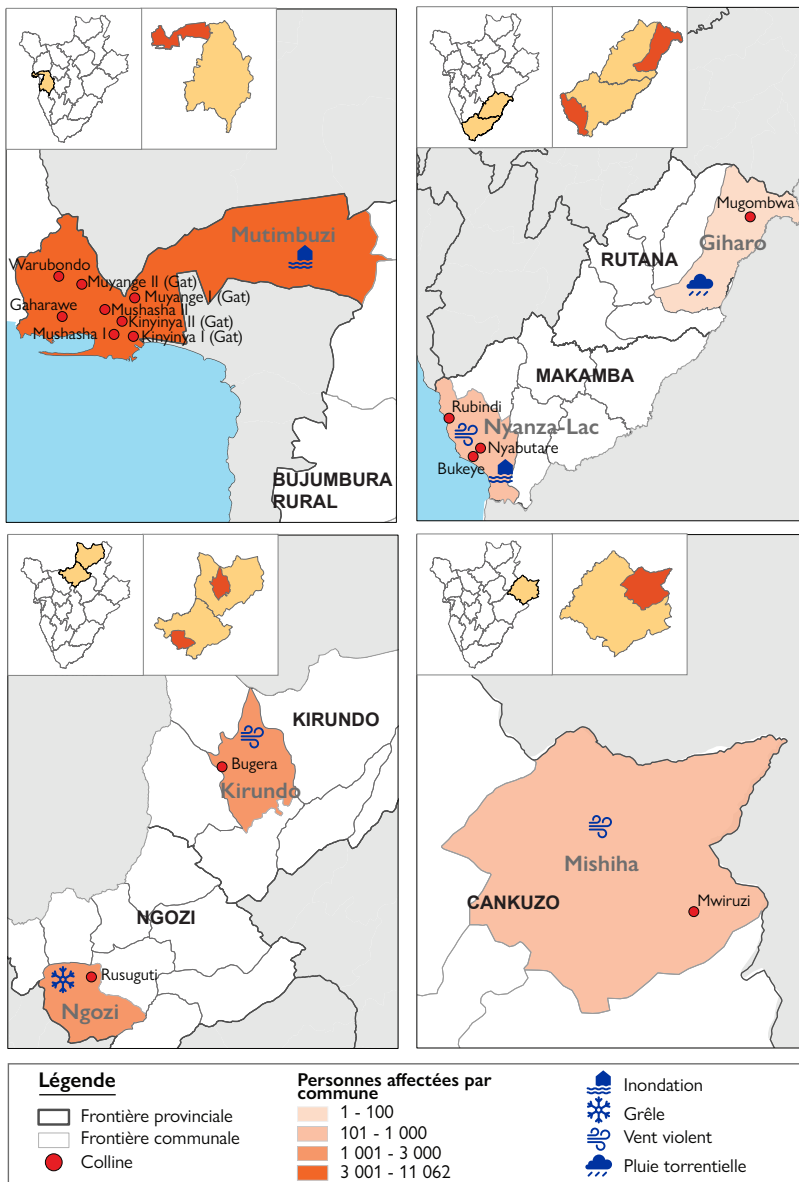 Mutimbuzi
Warubondo
Muyange II (Gat)
Muyange I (Gat)
Gaharawe
Mushasha II
Kinyinya II (Gat)
Mushasha I
Kinyinya I (Gat)
BUJUMBURA
RURAL
Mugombwa
Giharo
RUTANA
MAKAMBA
Rubindi
Nyanza-Lac
Nyabutare
Bukeye
KIRUNDO
Bugera
Kirundo
NGOZI
Rusuguti
Ngozi
Mishiha
CANKUZO
Mwiruzi
Légende
Frontière provinciale
Frontière communale
Colline
Personnes affectées par
commune
1 - 100
101 - 1 000
1 001 - 3 000
3 001 - 11 062
Inondation
Grêle
Vent violent
Pluie torrentielle